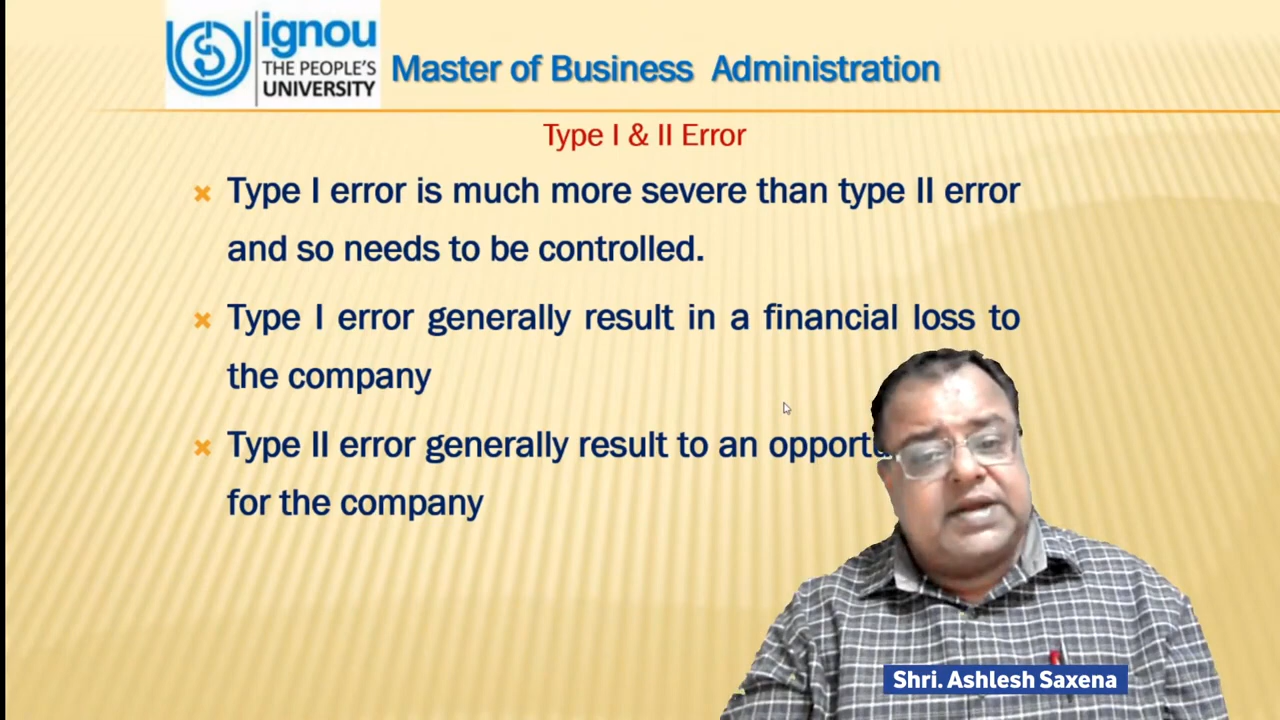 ignou
THE PEOPLE'S
UNIVERSITY
Master of Business Administration
Type I & II Error
Type I error is much more severe than type II error
and so needs to be controlled.
Type I error generally result in a financial loss to
the company
Type II error generally result to an
for the company
Shri. Ashlesh Saxena